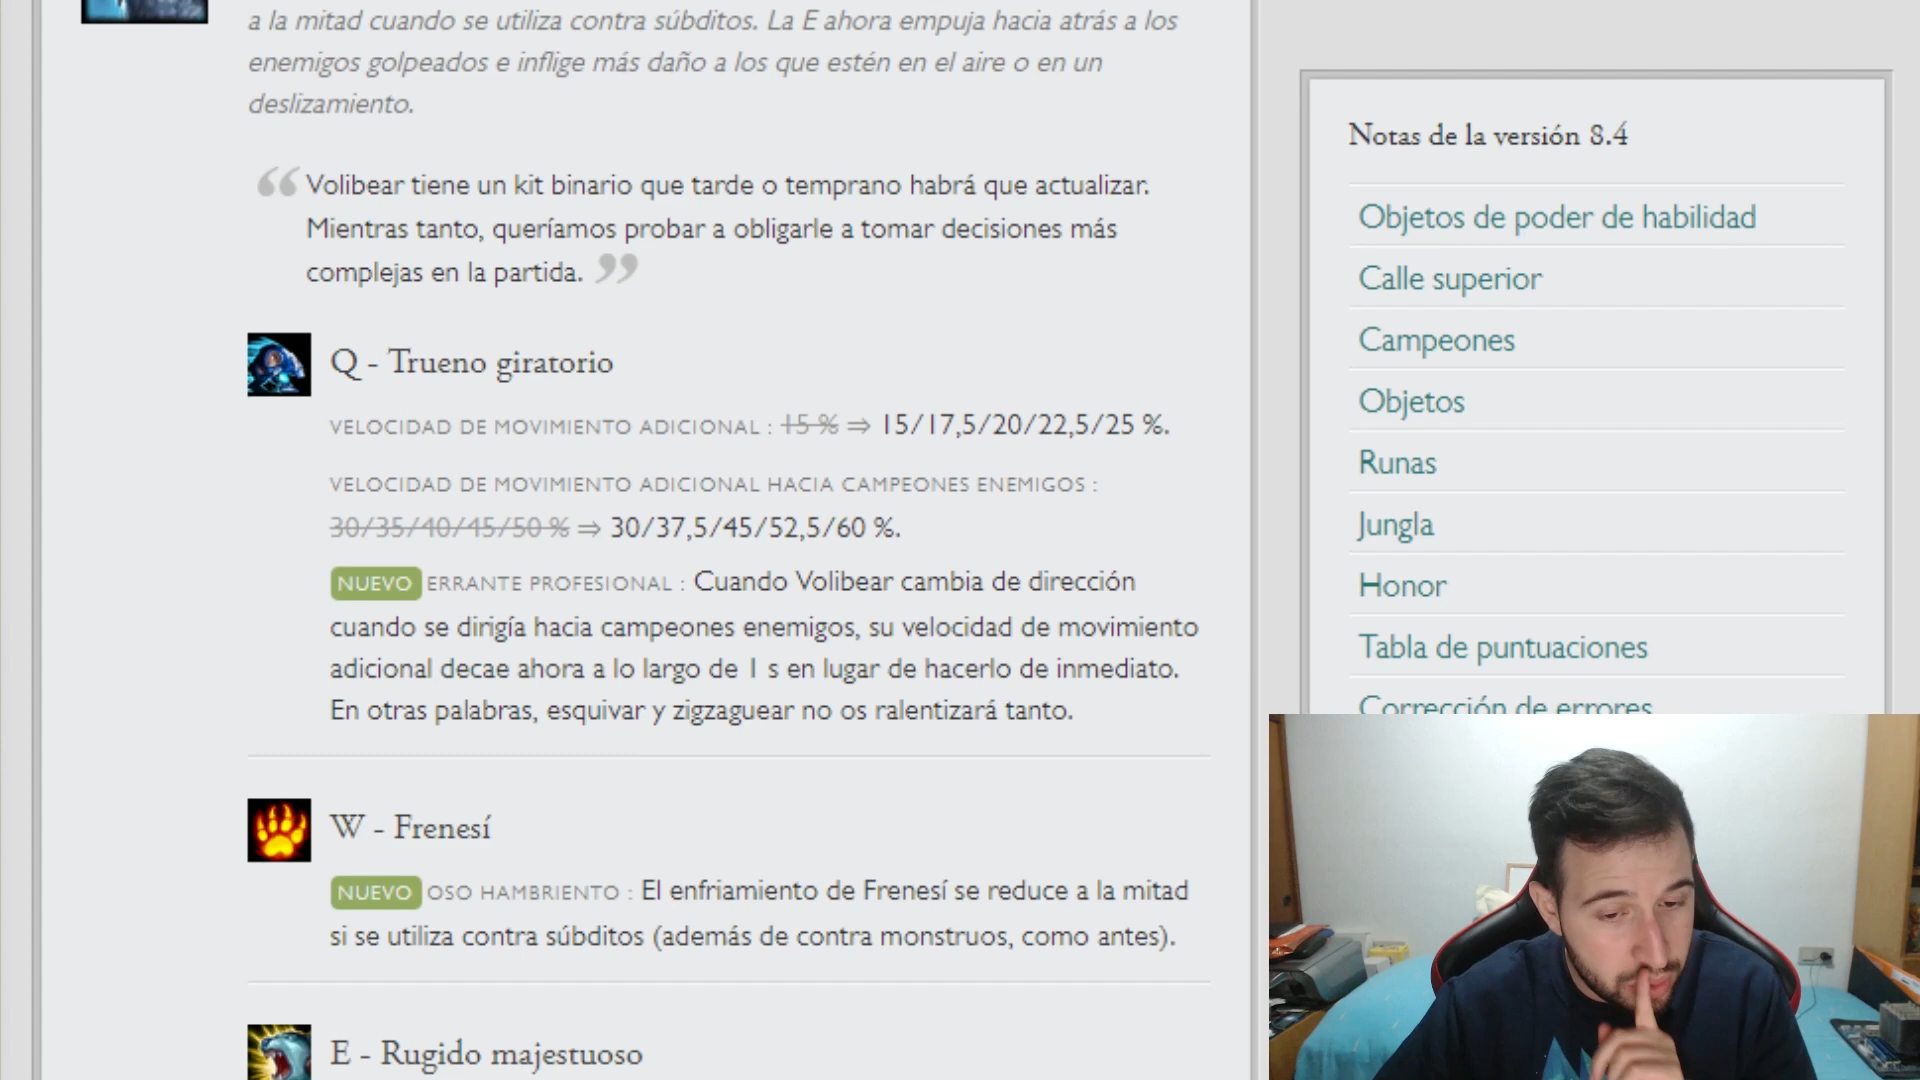 a la mitad cuando se utiliza contra súbditos. La E ahora empuja hacia atrás a los
enemigos golpeados e inflige más daño a los que estén en el aire o en un
deslizamiento.
“ Volibear tiene un kit binario que tarde o temprano habrá que actualizar.
Mientras tanto, queríamos probar a obligarle a tomar decisiones más
complejas en la partida. ”
Q - Trueno giratorio
VELOCIDAD DE MOVIMIENTO ADICIONAL : 15 % ⇒ 15/17,5/20/22,5/25 %.
VELOCIDAD DE MOVIMIENTO ADICIONAL HACIA CAMPEONES ENEMIGOS :
30/35/40/45/50 % ⇒ 30/37,5/45/52,5/60 %.
NUEVO ERRANTE PROFESIONAL : Cuando Volibear cambia de dirección
cuando se dirigía hacia campeones enemigos, su velocidad de movimiento
adicional decae ahora a lo largo de 1 s en lugar de hacerlo de inmediato.
En otras palabras, esquivar y zigzaguear no os ralentizará tanto.
W - Frenesí
NUEVO OSO HAMBRIENTO : El enfriamiento de Frenesí se reduce a la mitad
si se utiliza contra súbditos (además de contra monstruos, como antes).
E - Rugido majestuoso
Notas de la versión 8.4
Objetos de poder de habilidad
Calle superior
Campeones
Objetos
Runas
Jungla
Honor
Tabla de puntuaciones
Corrección de errores